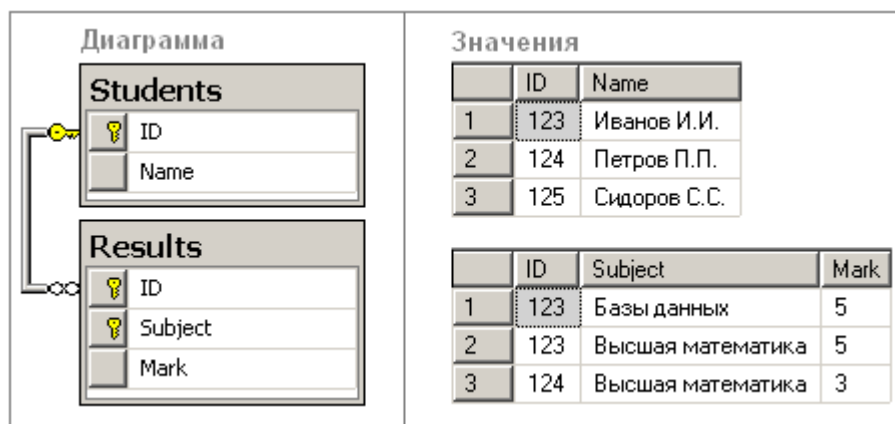 Диаграмма
Students
ID
Name
Results
ID
Subject
Mark
Значения
ID Name
1 123 Иванов И.И.
2 124 Петров П.П.
3 125 Сидоров С.С.
ID Subject Mark
1 123 Базы данных 5
2 123 Высшая математика 5
3 124 Высшая математика 3